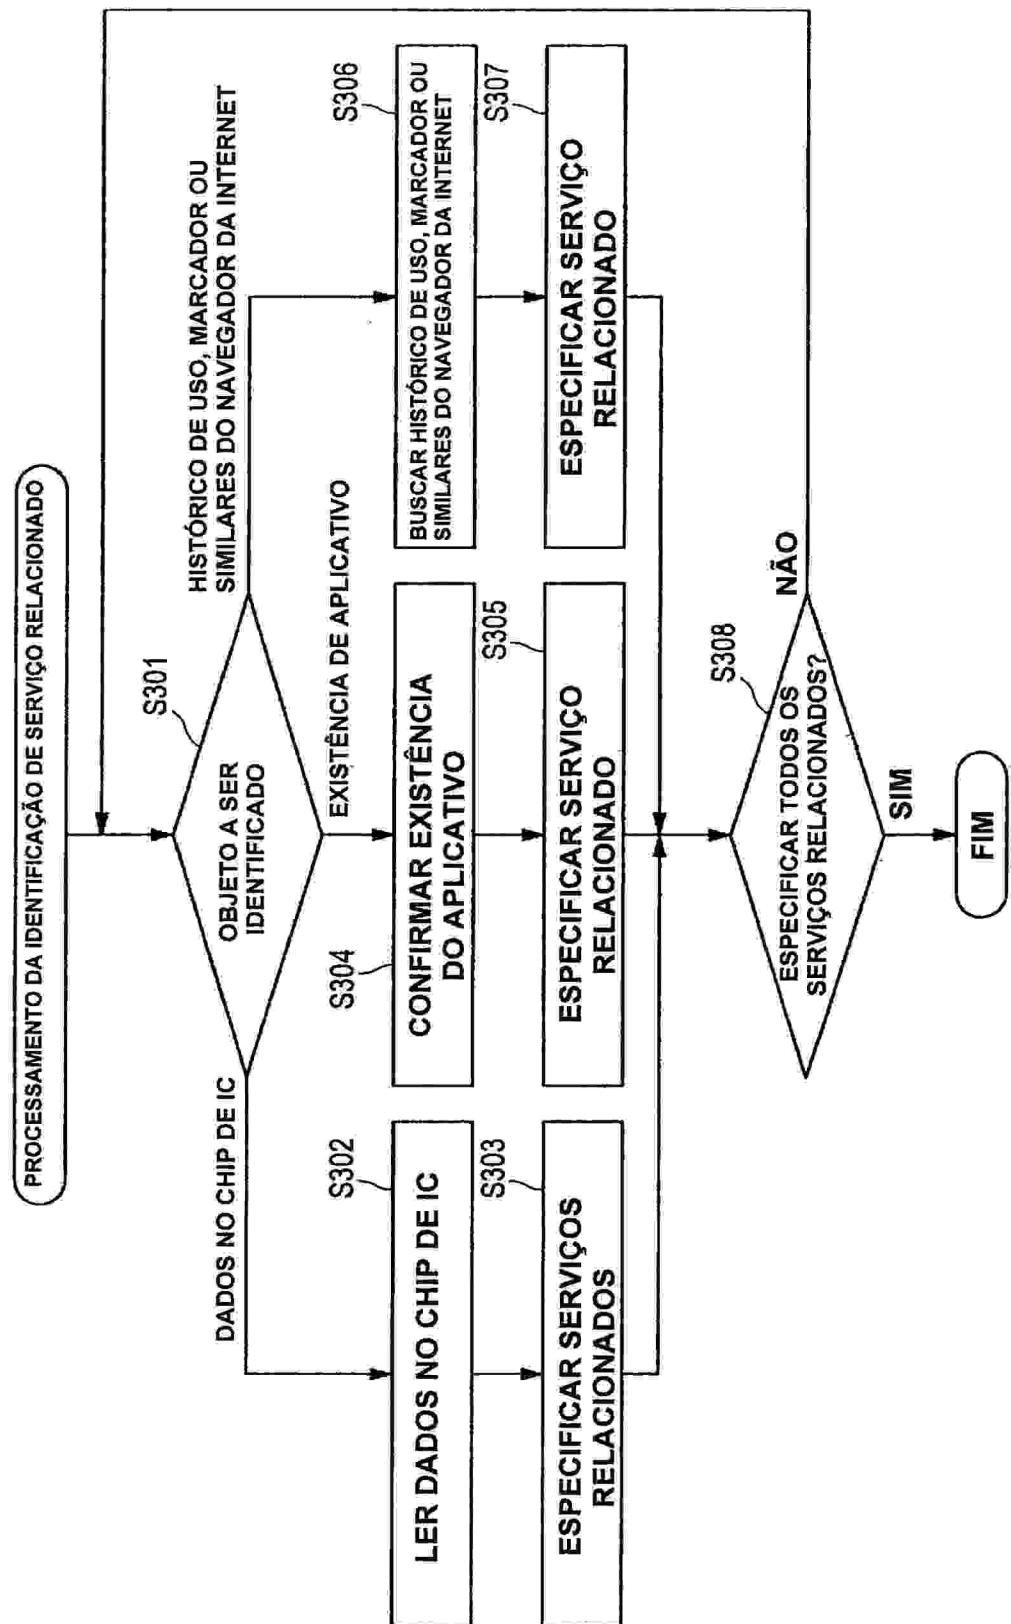 PROCESSAMENTO DA IDENTIFICAÇÃO DE SERVIÇO RELACIONADO
S301
OBJETO A SER
IDENTIFICADO
DADOS NO CHIP DE IC
EXISTÊNCIA DE APLICATIVO
HISTÓRICO DE USO, MARCADOR OU
SIMILARES DO NAVEGADOR DA INTERNET
S302
LER DADOS NO CHIP DE IC
S304
CONFIRMAR EXISTÊNCIA
DO APLICATIVO
S306
BUSCAR HISTÓRICO DE USO, MARCADOR OU
SIMILARES DO NAVEGADOR DA INTERNET
S303
ESPECIFICAR SERVIÇOS
RELACIONADOS
S305
ESPECIFICAR SERVIÇO
RELACIONADO
S307
ESPECIFICAR SERVIÇO
RELACIONADO
S308
ESPECIFICAR TODOS OS
SERVIÇOS RELACIONADOS?
NÃO
SIM
FIM